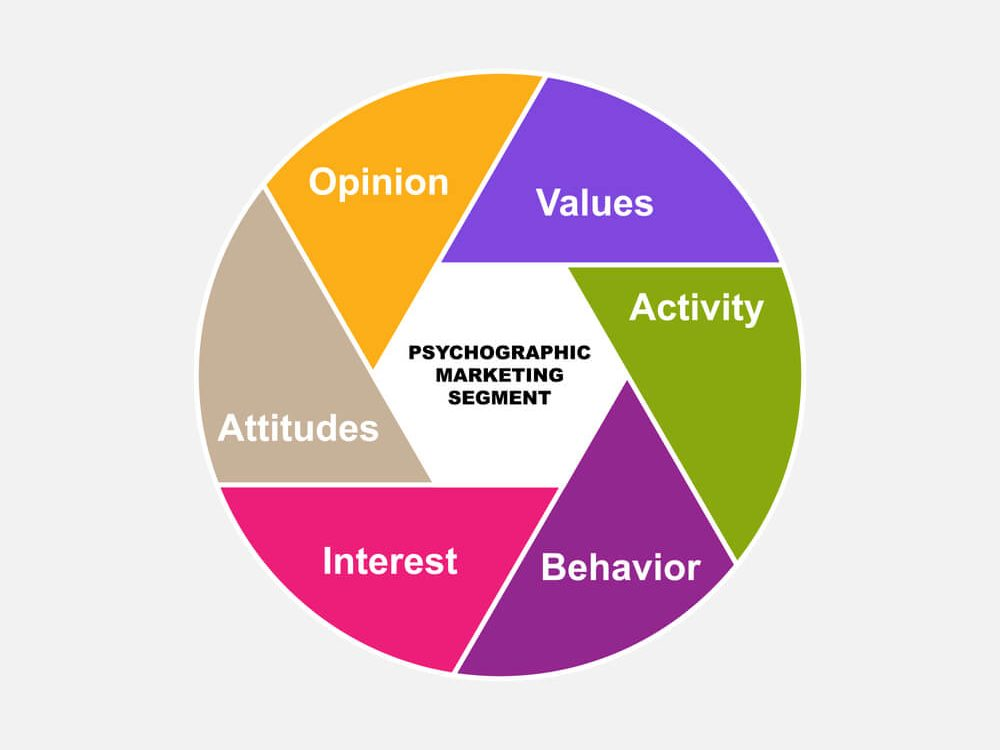 Opinion
Values
Activity
PSYCHOGRAPHIC
MARKETING
SEGMENT
Attitudes
Interest
Behavior